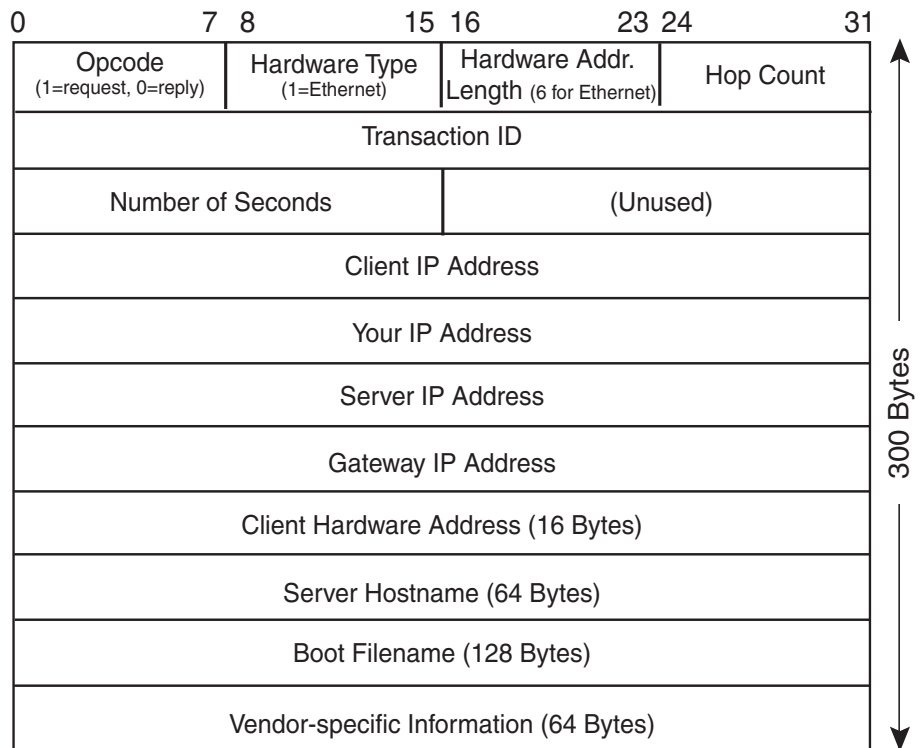 0 7 8 15 16 23 24 31
Opcode
(1=request, 0=reply)
Hardware Type
(1=Ethernet)
Hardware Addr.
Length (6 for Ethernet)
Hop Count
Transaction ID
Number of Seconds
(Unused)
Client IP Address
Your IP Address
Server IP Address
Gateway IP Address
Client Hardware Address (16 Bytes)
Server Hostname (64 Bytes)
Boot Filename (128 Bytes)
Vendor-specific Information (64 Bytes)
300 Bytes